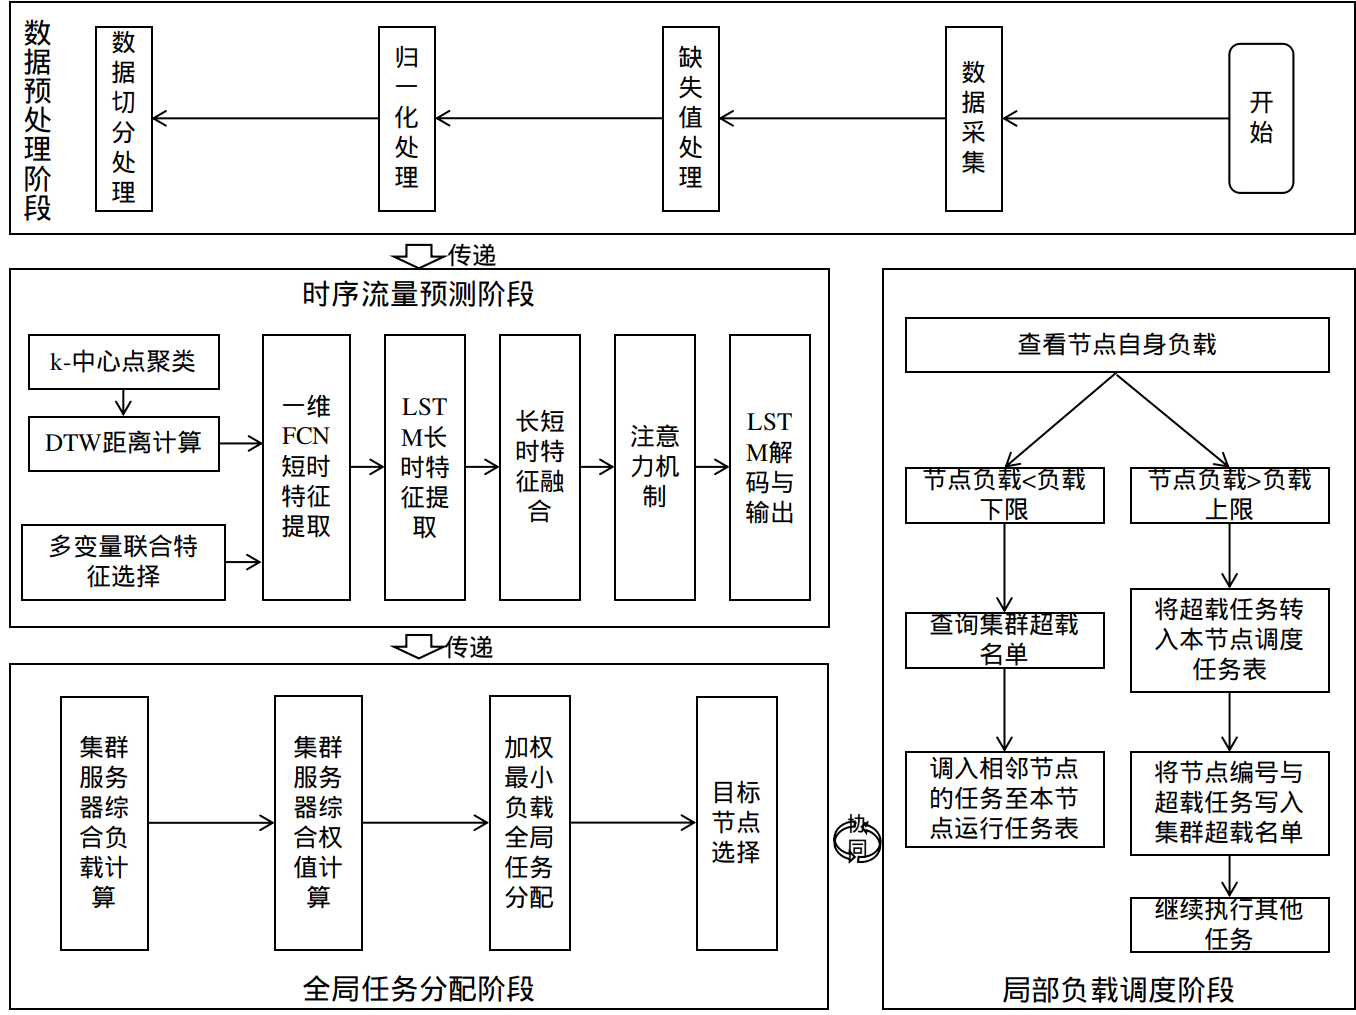 数据预处理阶段
数据切分处理
归一化处理
缺失值处理
数据采集
开始
传递
时序流量预测阶段
k-中心点聚类
DTW距离计算
多变量联合特
征选择
一维
FCN
短时
特征
提取
LST
M长
时特
征提
取
长短
时特
征融
合
注意
力机
制
LST
M解
码与
输出
传递
集群
服务
器综
合负
载计
算
集群
服务
器综
合权
值计
算
加权
最小
负载
全局
任务
分配
目标
节点
选择
全局任务分配阶段
协
同
查看节点自身负载
节点负载<负载
下限
查询集群超载
名单
调入相邻节点
的任务至本节
点运行任务表
节点负载>负载
上限
将超载任务转
入本节点调度
任务表
将节点编号与
超载任务写入
集群超载名单
继续执行其他
任务
局部负载调度阶段